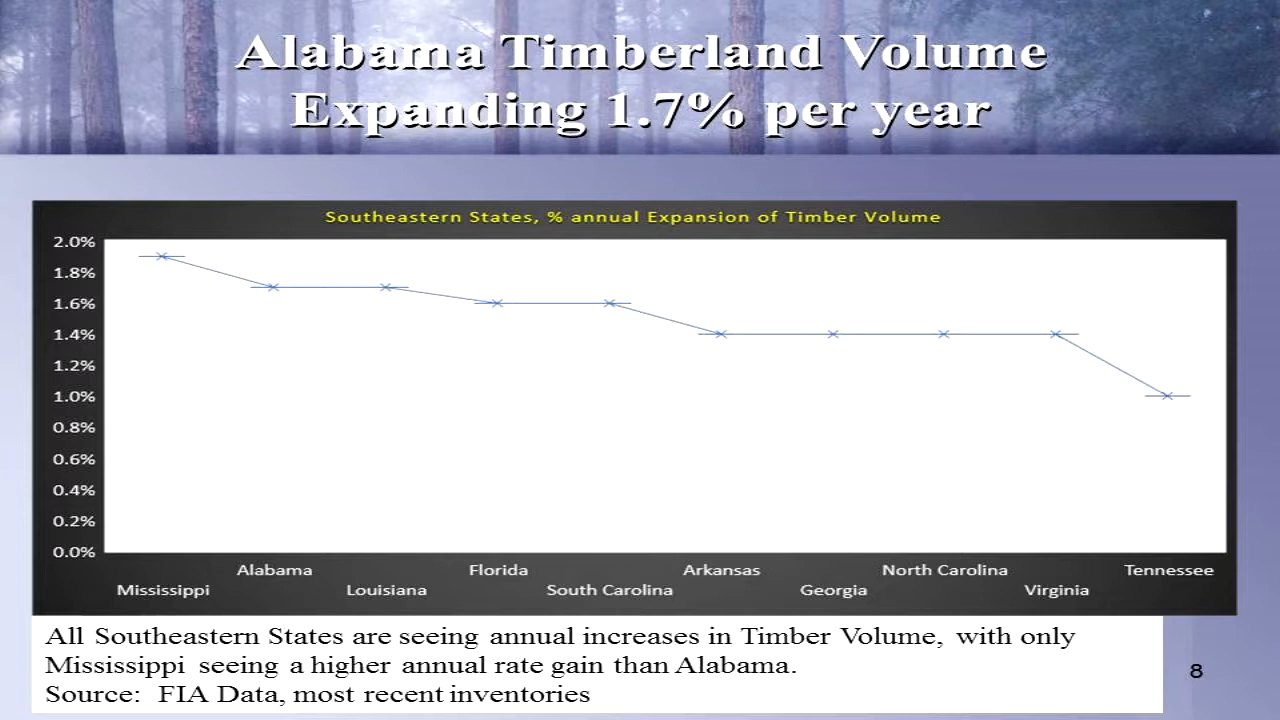 Alabama Timberland Volume
Expanding 1.7% per year
Southeastern States, % annual Expansion of Timber Volume
2.0%
1.8%
1.6%
1.4%
1.2%
1.0%
0.8%
0.6%
0.4%
0.2%
0.0%
Alabama Florida Arkansas North Carolina Tennessee
Mississippi Louisiana South Carolina Georgia Virginia
All Southeastern States are seeing annual increases in Timber Volume, with only
Mississippi seeing a higher annual rate gain than Alabama.
Source: FIA Data, most recent inventories
8